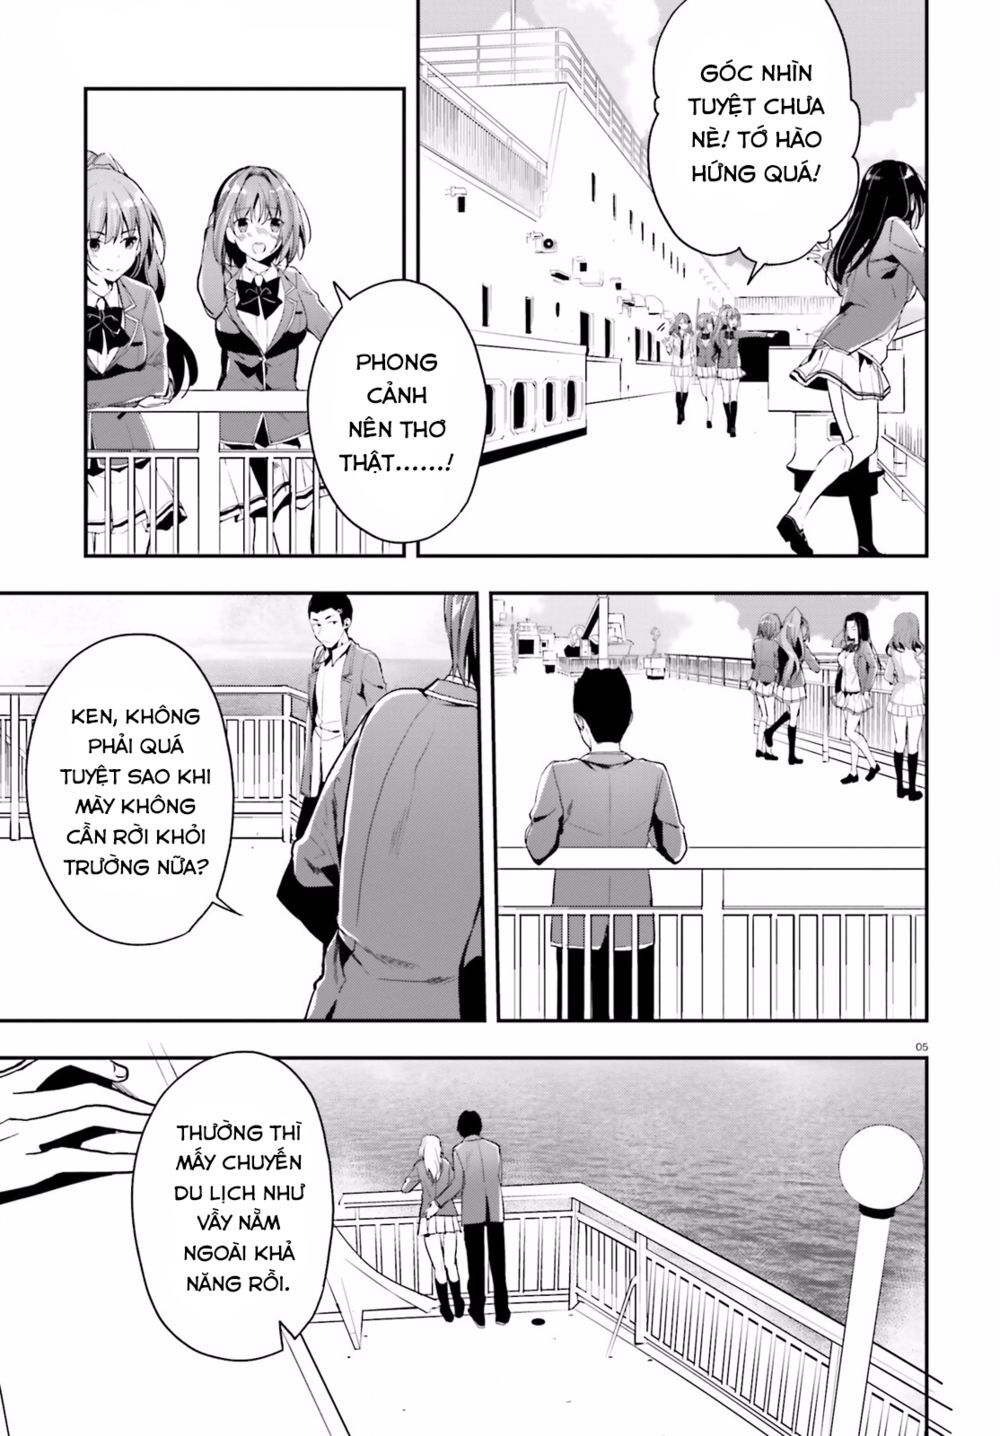 GÓC NHÌN
TUYỆT CHƯA
NÈ! TỚ HÀO
HỨNG QUÁ!
PHONG
CẢNH
NÊN THƠ
THẬT......!
KEN, KHÔNG
PHẢI QUÁ
TUYỆT SAO KHI
MÀY KHÔNG
CẦN RỜI KHỎI
TRƯỜNG NỮA?
05
THƯỜNG THÌ
MẤY CHUYẾN
DU LỊCH NHƯ
VẦY NẰM
NGOÀI KHẢ
NĂNG RỒI.